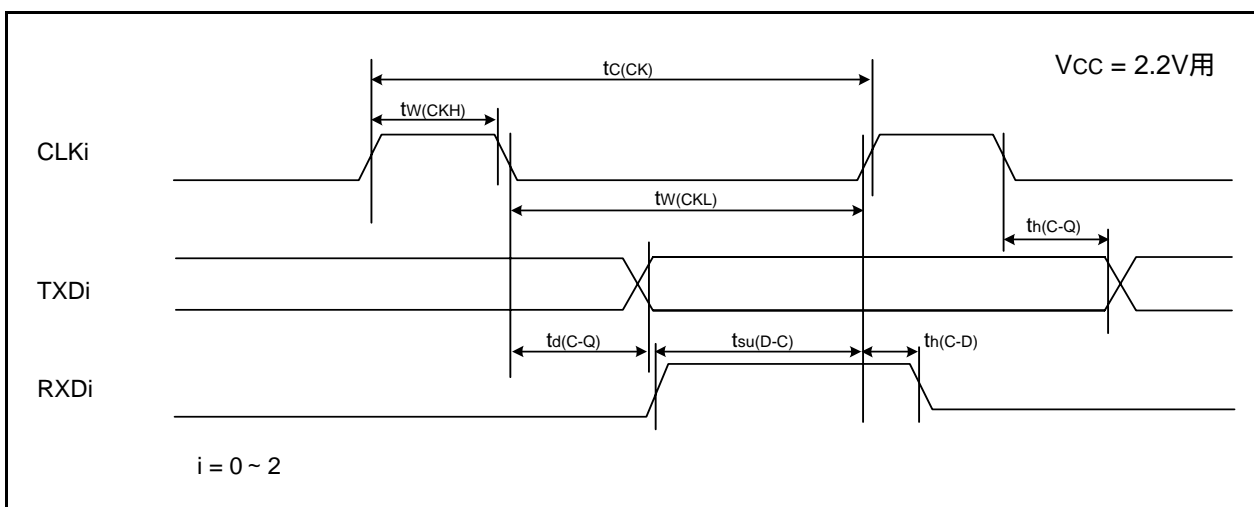 VCC = 2.2V用
tC(CK)
tW(CKH)
CLKi
tW(CKL)
th(C-Q)
TXDi
td(C-Q)
tsu(D-C)
th(C-D)
RXDi
i = 0 ~ 2